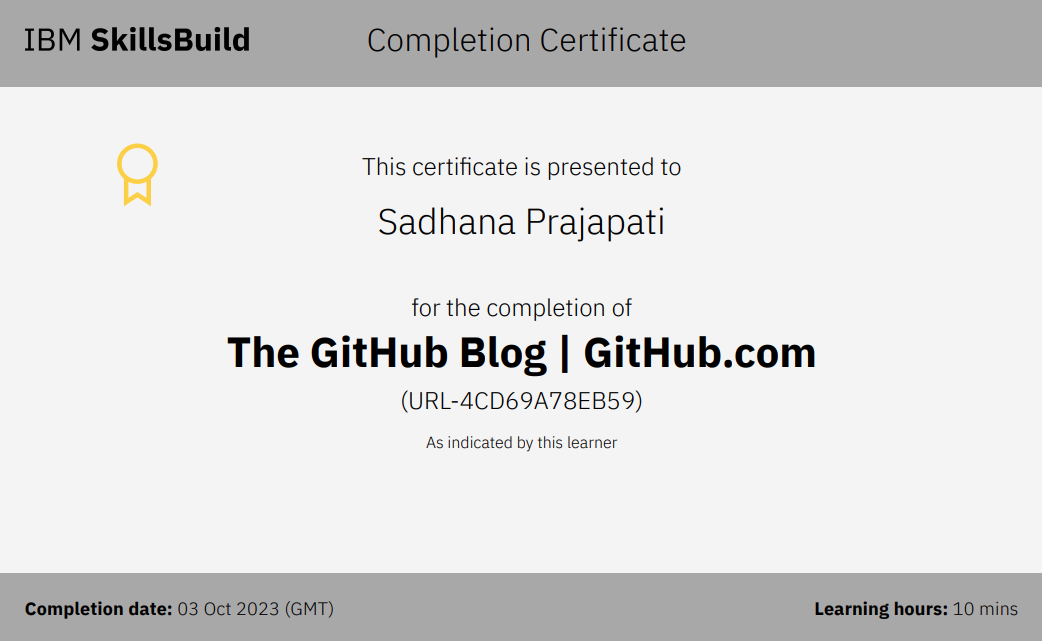 IBM SkillsBuild
Completion Certificate
This certificate is presented to
Sadhana Prajapati
for the completion of
The GitHub Blog | GitHub.com
(URL-4CD69A78EB59)
As indicated by this learner
Completion date: 03 Oct 2023 (GMT)
Learning hours: 10 mins